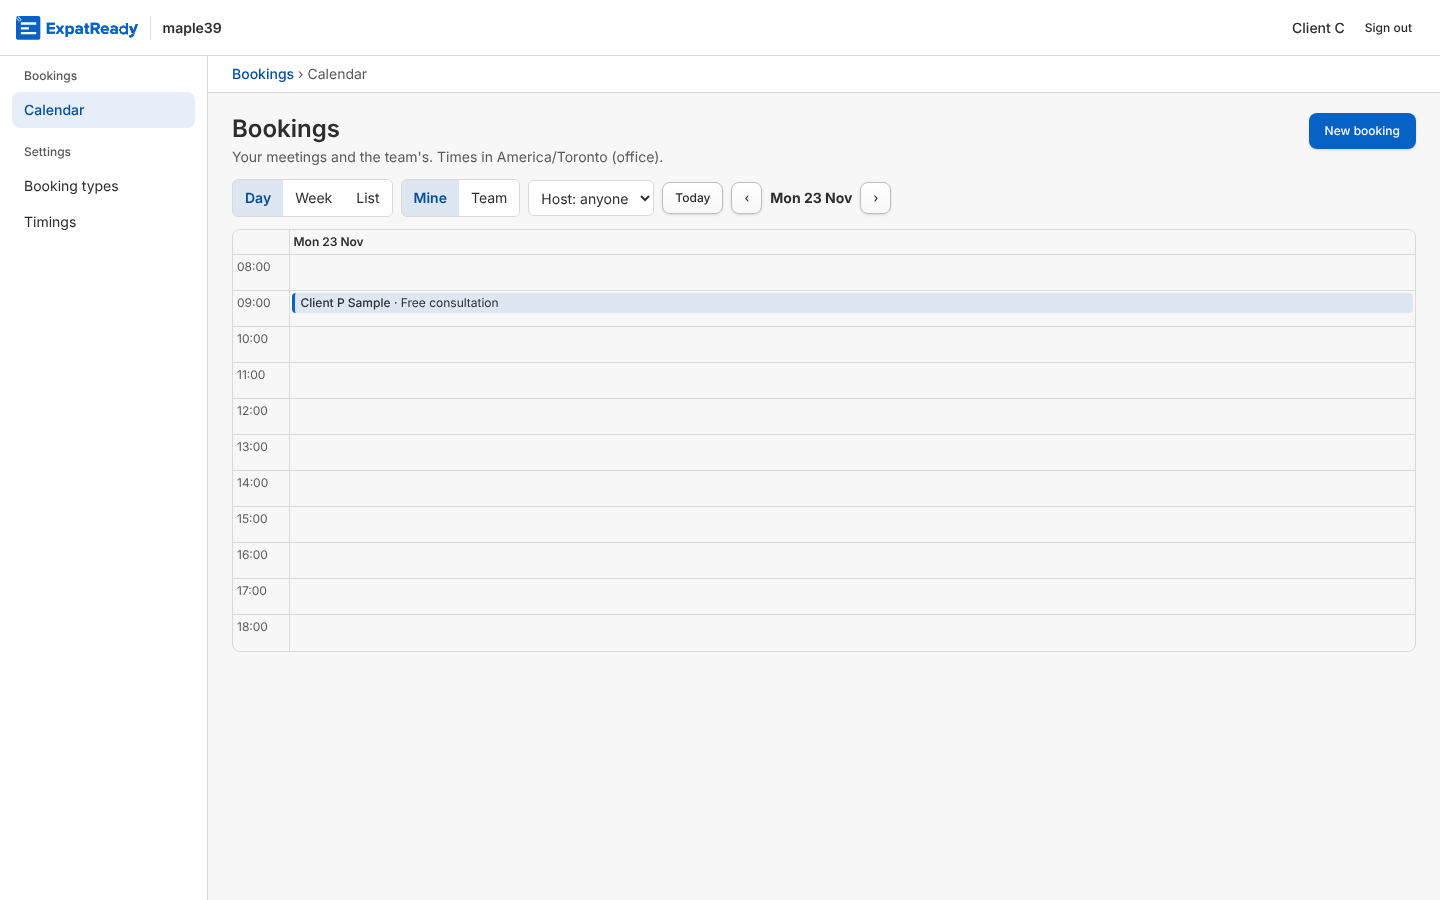 ExpatReady maple39 Client C Sign out
Bookings
Calendar
Settings
Booking types
Timings
Bookings › Calendar
Bookings
New booking
Your meetings and the team's. Times in America/Toronto (office).
Day Week List Mine Team Host: anyone Today ‹ Mon 23 Nov ›
Mon 23 Nov
08:00
09:00 Client P Sample · Free consultation
10:00
11:00
12:00
13:00
14:00
15:00
16:00
17:00
18:00